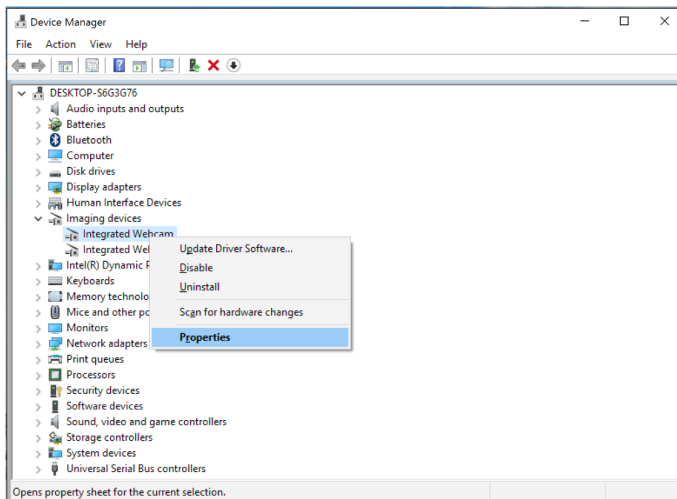 Device Manager
File Action View Help
DESKTOP-S6G3G76
Audio inputs and outputs
Batteries
Bluetooth
Computer
Disk drives
Display adapters
Human Interface Devices
Imaging devices
Integrated Webcam
Integrated Wel
Update Driver Software...
Intel(R) Dynamic P
Disable
Keyboards
Uninstall
Memory technolo
Mice and other po
Scan for hardware changes
Monitors
Network adapters
Properties
Print queues
Processors
Security devices
Software devices
Sound, video and game controllers
Storage controllers
System devices
Universal Serial Bus controllers
Opens property sheet for the current selection.